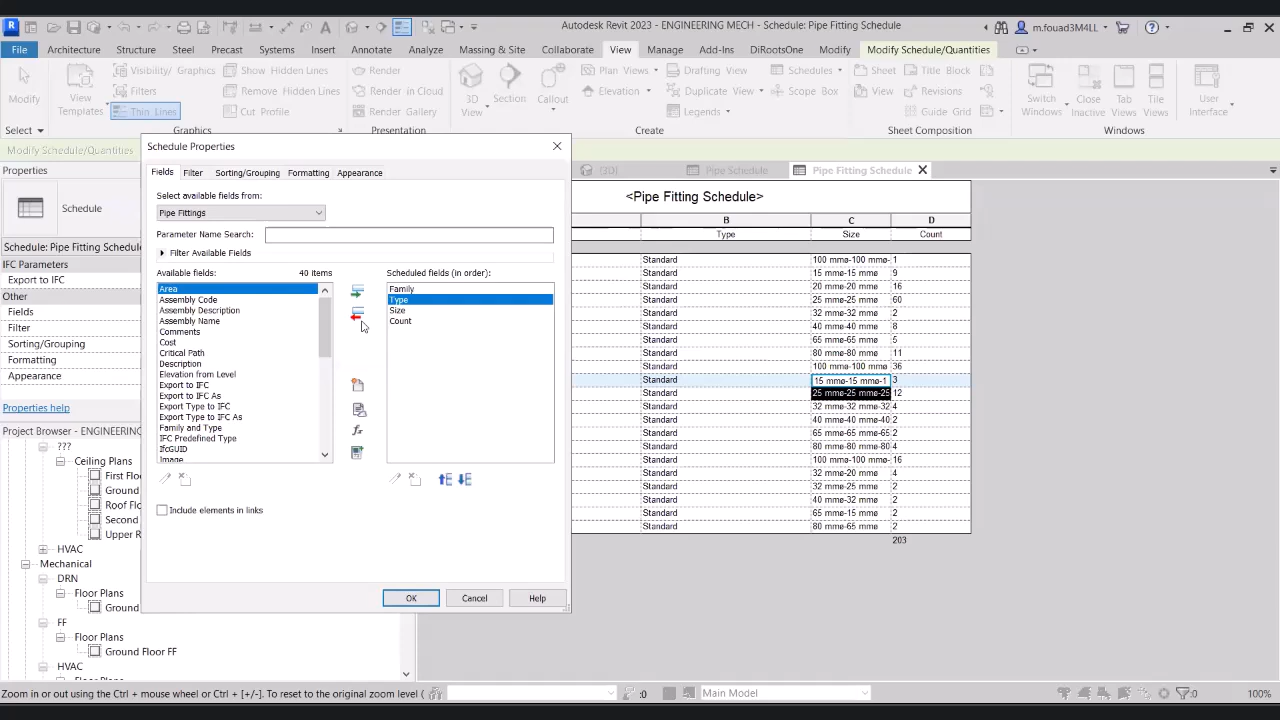 Autodesk Revit 2023 - ENGINEERING MECH - Schedule: Pipe Fitting Schedule
m.fouad3M4LL
File Architecture Structure Steel Precast Systems Insert Annotate Analyze Massing & Site Collaborate View Manage Add-Ins DiRootsOne Modify Modify Schedule/Quantities
Modify
View Templates
Visibility/ Graphics
Filters
Thin Lines
Show Hidden Lines
Remove Hidden Lines
Cut Profile
Render
Render in Cloud
Render Gallery
3D View
Section
Callout
Plan Views
Elevation
Drafting View
Duplicate View
Legends
Schedules
Scope Box
Sheet
View
Title Block
Revisions
Guide Grid
Switch Windows
Close Inactive
Tab Views
Tile Views
User Interface
Select Graphics Presentation Create Sheet Composition Windows
Modify Schedule/Quantities
Properties
Schedule
Schedule: Pipe Fitting Schedule
IFC Parameters
Export to IFC
Other
Fields
Filter
Sorting/Grouping
Formatting
Appearance
Properties help
Project Browser - ENGINEERING
???
Ceiling Plans
First Floo
Ground
Roof Floo
Second
Upper R
HVAC
Mechanical
DRN
Floor Plans
Ground
FF
Floor Plans
Ground Floor FF
HVAC
Floor Plans
Schedule Properties
Fields Filter Sorting/Grouping Formatting Appearance
Select available fields from:
Pipe Fittings
Parameter Name Search:
Filter Available Fields
Available fields: 40 items
Area
Assembly Code
Assembly Description
Assembly Name
Comments
Cost
Critical Path
Description
Elevation from Level
Export to IFC
Export to IFC As
Export Type to IFC
Export Type to IFC As
Family and Type
IFC Predefined Type
IfcGUID
Image
Scheduled fields (in order):
Family
Type
Size
Count
Include elements in links
OK Cancel Help
{3D} Pipe Schedule Pipe Fitting Schedule
<Pipe Fitting Schedule>
B C D
Type Size Count
Standard 100 mmø-100 mmø- 1
Standard 15 mmø-15 mmø 9
Standard 20 mmø-20 mmø 16
Standard 25 mmø-25 mmø 60
Standard 32 mmø-32 mmø 2
Standard 40 mmø-40 mmø 8
Standard 65 mmø-65 mmø 5
Standard 80 mmø-80 mmø 11
Standard 100 mmø-100 mmø 36
Standard 15 mmø-15 mmø-1 3
Standard 25 mmø-25 mmø-25 12
Standard 32 mmø-32 mmø-32 4
Standard 40 mmø-40 mmø-40 2
Standard 65 mmø-65 mmø-65 2
Standard 80 mmø-80 mmø-80 4
Standard 100 mmø-100 mmø- 16
Standard 32 mmø-20 mmø 4
Standard 32 mmø-25 mmø 2
Standard 40 mmø-32 mmø 2
Standard 65 mmø-15 mmø 2
Standard 80 mmø-65 mmø 2
203
Zoom in or out using the Ctrl + mouse wheel or Ctrl + [+/-]. To reset to the original zoom level (
:0
Main Model
:0
100%